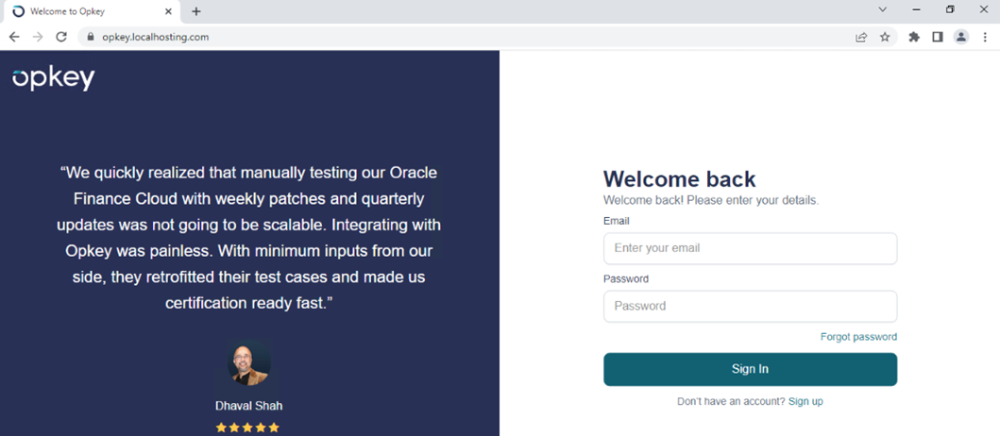 Welcome to Opkey
opkey.localhosting.com
opkey
“We quickly realized that manually testing our Oracle
Finance Cloud with weekly patches and quarterly
updates was not going to be scalable. Integrating with
Opkey was painless. With minimum inputs from our
side, they retrofitted their test cases and made us
certification ready fast.”
Dhaval Shah
Welcome back
Welcome back! Please enter your details.
Email
Enter your email
Password
Password
Forgot password
Sign In
Don't have an account? Sign up